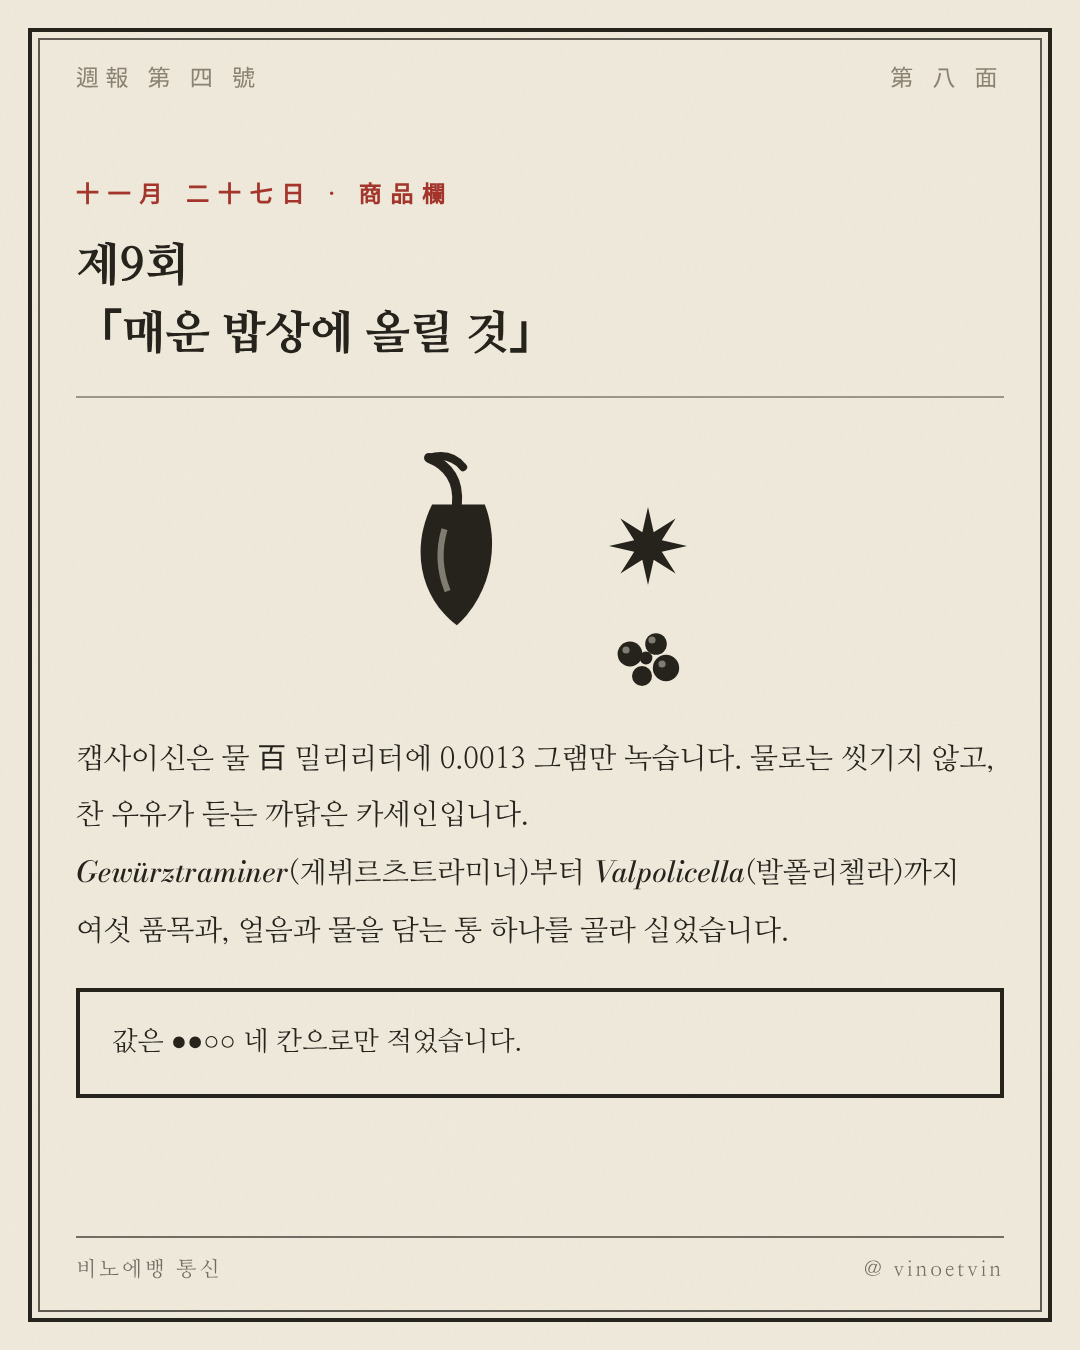 週報 第 四 號
第 八 面
十一月 二十七日 · 商品欄
제9회
「매운 밥상에 올릴 것」
캡사이신은 물 百 밀리리터에 0.0013 그램만 녹습니다. 물로는 씻기지 않고,
찬 우유가 듣는 까닭은 카세인입니다.
Gewürztraminer(게뷔르츠트라미너)부터 Valpolicella(발폴리첼라)까지
여섯 품목과, 얼음과 물을 담는 통 하나를 골라 실었습니다.
값은 ●●○○ 네 칸으로만 적었습니다.
비노에뱅 통신
@ vinoetvin